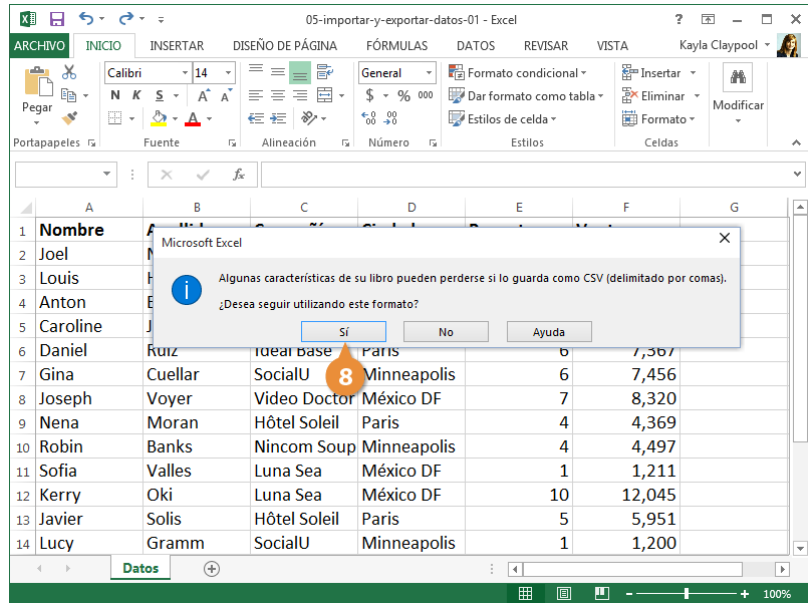 05-importar-y-exportar-datos-01 - Excel
ARCHIVO INICIO INSERTAR DISEÑO DE PÁGINA FÓRMULAS DATOS REVISAR VISTA Kayla Claypool
Pegar
Calibri 14
N K S
General
$ % 000
Formato condicional
Dar formato como tabla
Estilos de celda
Insertar
Eliminar
Formato
Modificar
Portapapeles Fuente Alineación Número Estilos Celdas
fx
A B C D E F G
1 Nombre
2 Joel
3 Louis
4 Anton
5 Caroline
Microsoft Excel
Algunas características de su libro pueden perderse si lo guarda como CSV (delimitado por comas).
¿Desea seguir utilizando este formato?
Sí No Ayuda
8
6 Daniel Ruiz Ideal Base Paris 6 7,367
7 Gina Cuellar SocialU Minneapolis 6 7,456
8 Joseph Voyer Video Doctor México DF 7 8,320
9 Nena Moran Hôtel Soleil Paris 4 4,369
10 Robin Banks Nincom Soup Minneapolis 4 4,497
11 Sofia Valles Luna Sea México DF 1 1,211
12 Kerry Oki Luna Sea México DF 10 12,045
13 Javier Solis Hôtel Soleil Paris 5 5,951
14 Lucy Gramm SocialU Minneapolis 1 1,200
Datos
100%